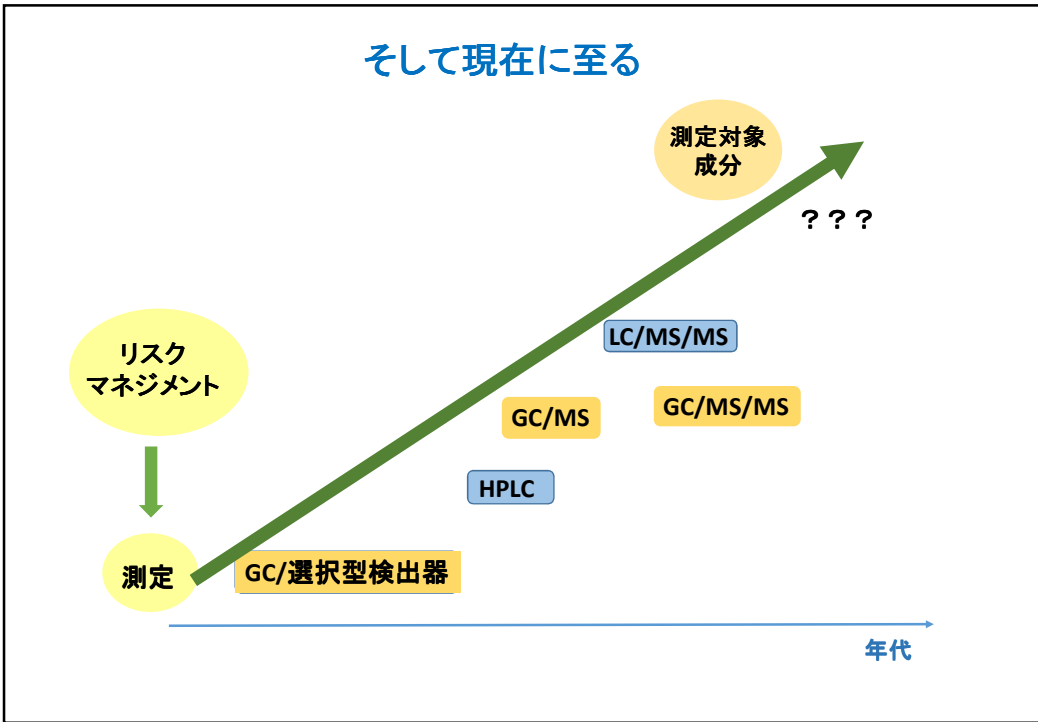 そして現在に至る
測定対象
成分
？？？
リスク
マネジメント
LC/MS/MS
GC/MS
GC/MS/MS
HPLC
測定
GC/選択型検出器
年代